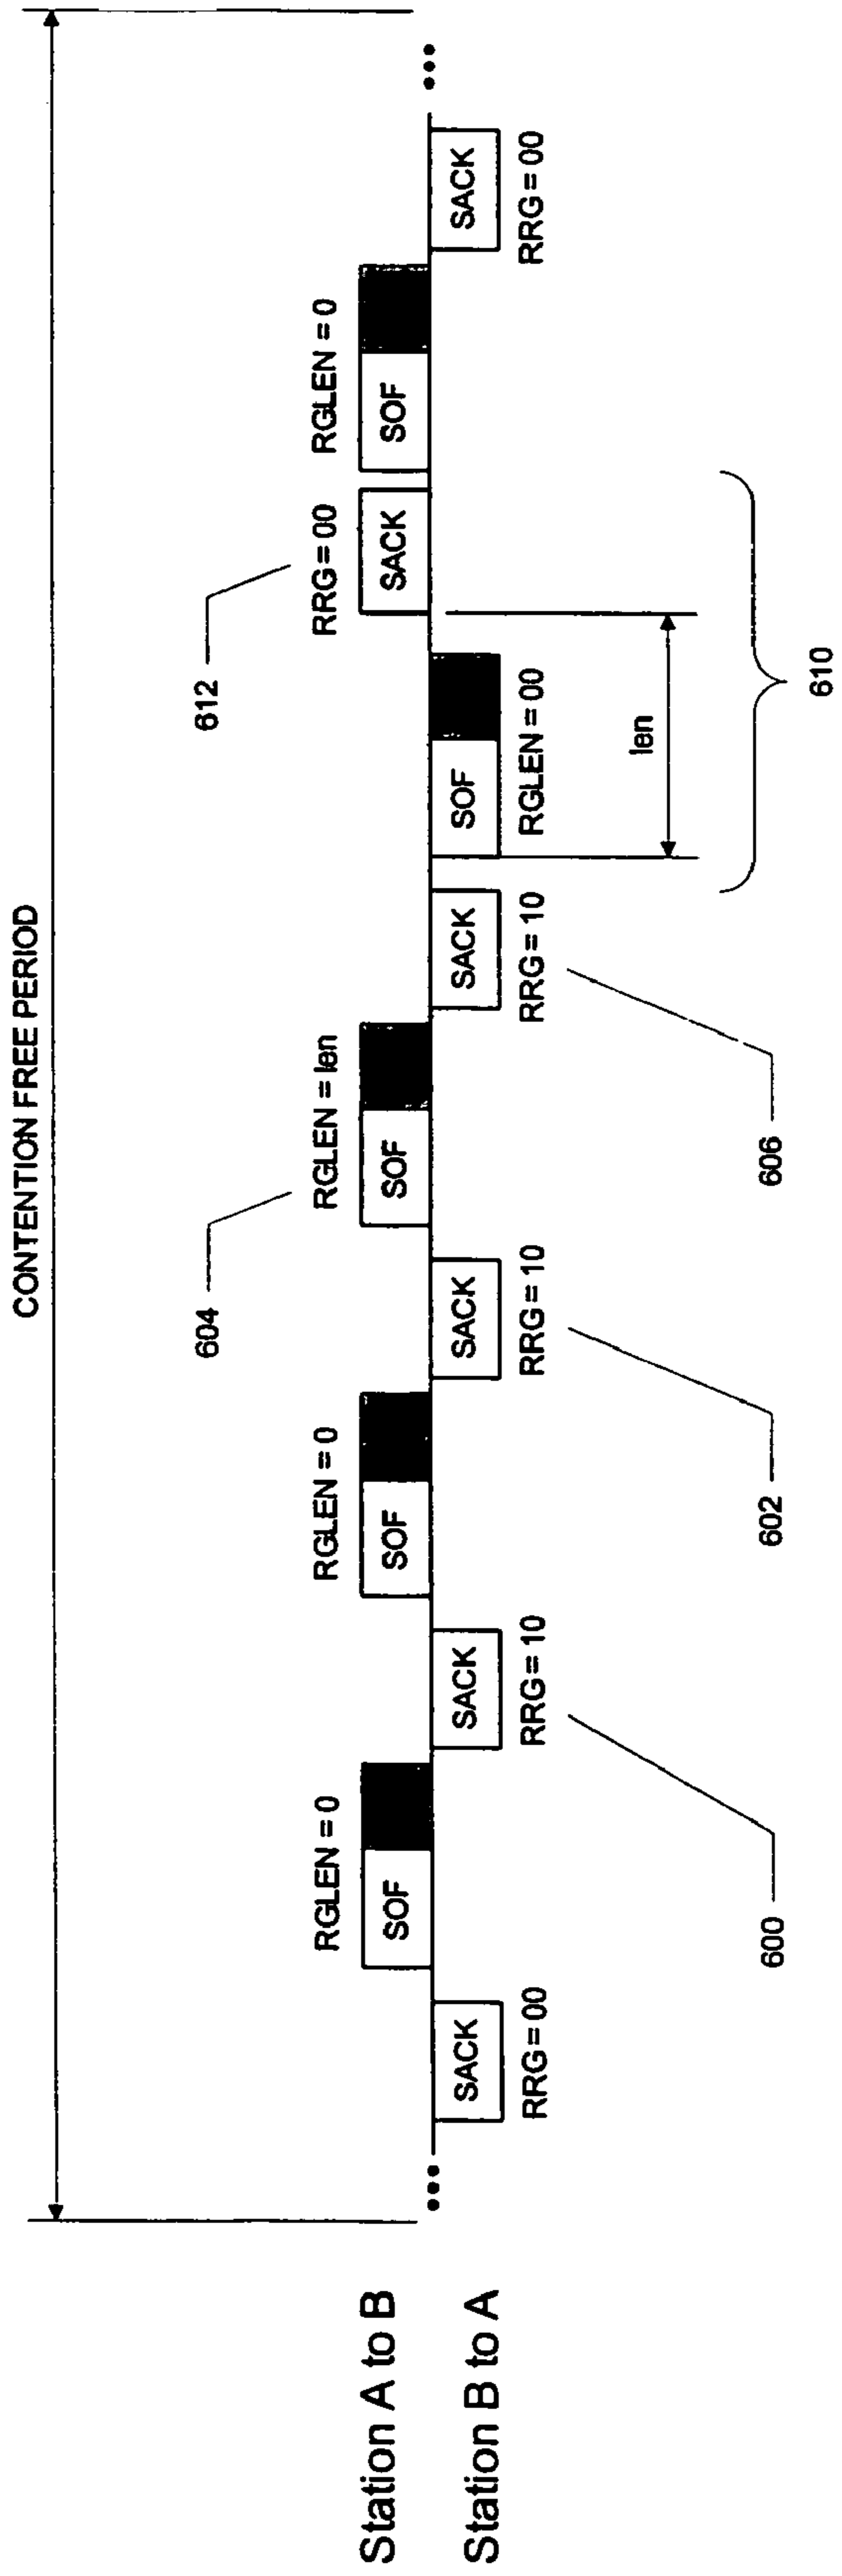 CONTENTION FREE PERIOD
604
612
RGLEN = 0
RGLEN = 0
RGLEN = len
RRG=00
RGLEN = 0
Station A to B
SOF
SOF
SOF
SACK
SOF
...
...
Station B to A
SACK
SACK
SACK
SACK
SOF
SACK
RRG=00
RRG=10
RRG=10
RRG=10
RGLEN=00
RRG=00
len
600
602
606
610